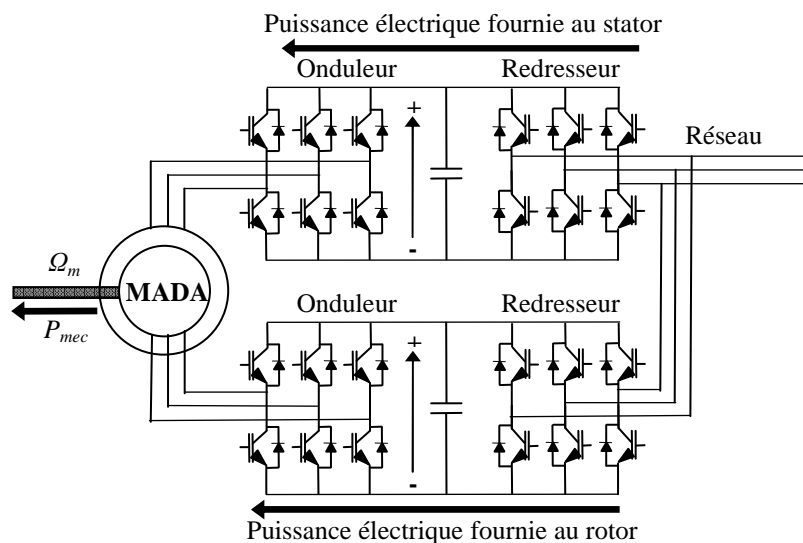 Puissance électrique fournie au stator
Onduleur Redresseur
+
Réseau
-
Ω_m
MADA
P_mec
Onduleur Redresseur
+
-
Puissance électrique fournie au rotor